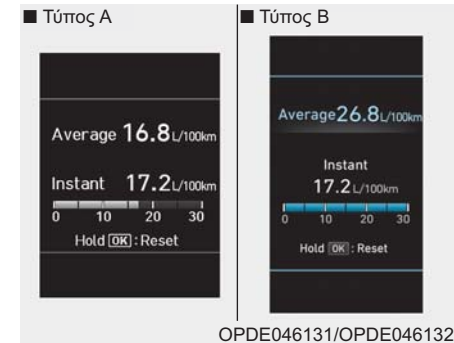 ■ Τύπος A
Average 16.8 L/100km
Instant 17.2 L/100km
0 10 20 30
Hold OK : Reset
■ Τύπος B
Average 26.8 L/100km
Instant
17.2 L/100km
0 10 20 30
Hold OK : Reset
OPDE046131/OPDE046132